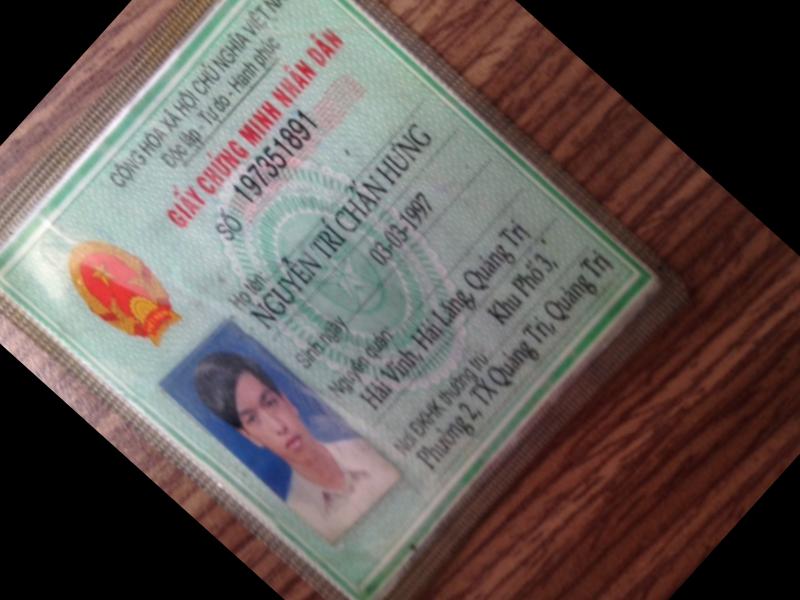 CỘNG HÒA XÃ HỘI CHỦ NGHĨA VIỆT
Độc lập - Tự do - Hạnh phúc
GIẤY CHỨNG MINH NHÂN DÂN
SỐ 197351891
Họ tên:
NGUYỄN TRÍ CHẤN HƯNG
Sinh ngày 03-03-1997
Nguyên quán:
Hải Vĩnh, Hải Lăng, Quảng Trị
Nơi ĐKHK thường trú: Khu Phố 3,
Phường 2, TX Quảng Trị, Quảng Trị